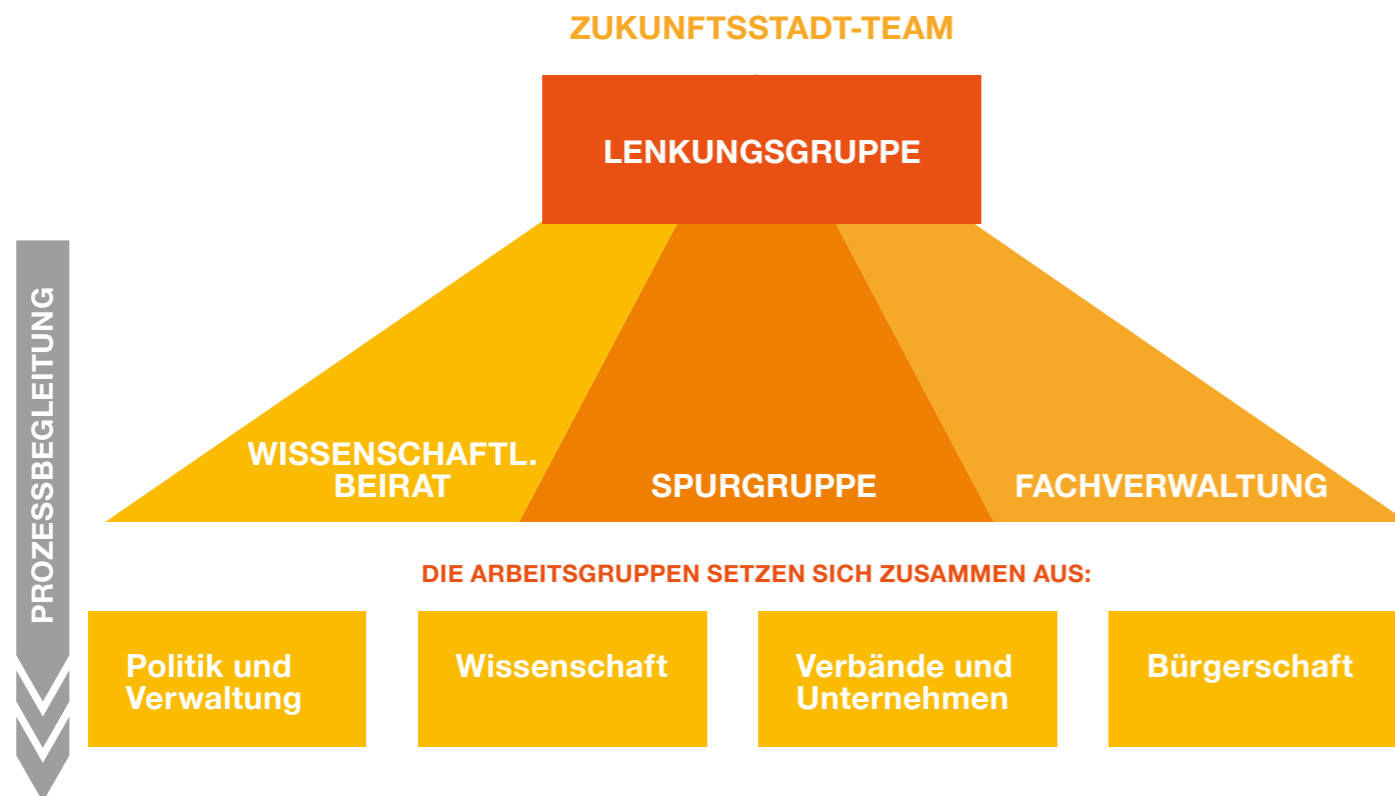 ZUKUNFTSSTADT-TEAM
LENKUNGSGRUPPE
PROZESSBEGLEITUNG
WISSENSCHAFTL.
BEIRAT
SPURGRUPPE
FACHVERWALTUNG
DIE ARBEITSGRUPPEN SETZEN SICH ZUSAMMEN AUS:
Politik und
Verwaltung
Wissenschaft
Verbände und
Unternehmen
Bürgerschaft